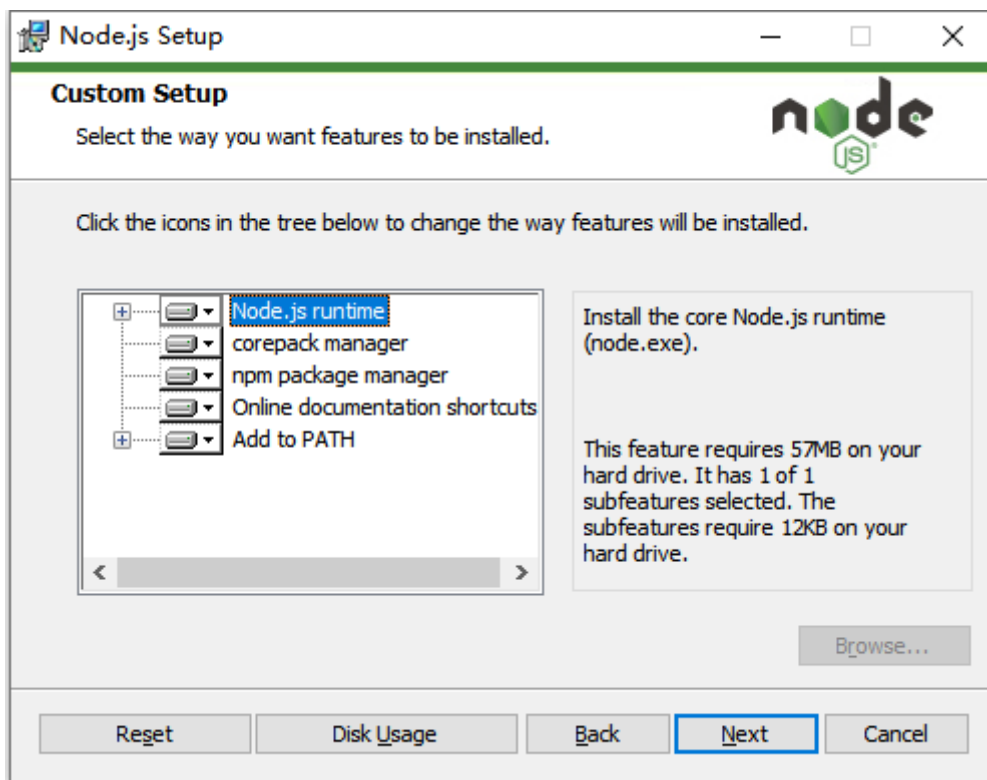 Node.js Setup
Custom Setup
Select the way you want features to be installed.
node
JS
Click the icons in the tree below to change the way features will be installed.
Node.js runtime
corepack manager
npm package manager
Online documentation shortcuts
Add to PATH
Install the core Node.js runtime
(node.exe).
This feature requires 57MB on your
hard drive. It has 1 of 1
subfeatures selected. The
subfeatures require 12KB on your
hard drive.
Browse...
Reset
Disk Usage
Back
Next
Cancel